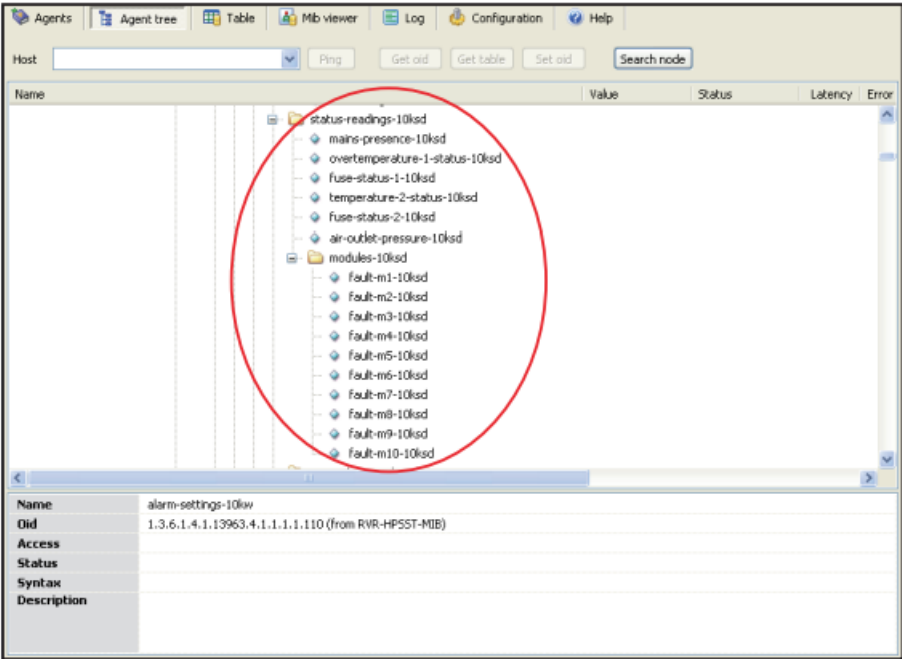 Agents Agent tree Table Mib viewer Log Configuration Help
Host Ping Get oid Get table Set oid Search node
Name Value Status Latency Error
status-readings-10ksd
mains-presence-10ksd
overtemperature-1-status-10ksd
fuse-status-1-10ksd
temperature-2-status-10ksd
fuse-status-2-10ksd
air-outlet-pressure-10ksd
modules-10ksd
fault-m1-10ksd
fault-m2-10ksd
fault-m3-10ksd
fault-m4-10ksd
fault-m5-10ksd
fault-m6-10ksd
fault-m7-10ksd
fault-m8-10ksd
fault-m9-10ksd
fault-m10-10ksd
Name alarm-settings-10kw
Oid 1.3.6.1.4.1.13963.4.1.1.1.1.110 (from RVR-HPSST-MIB)
Access
Status
Syntax
Description